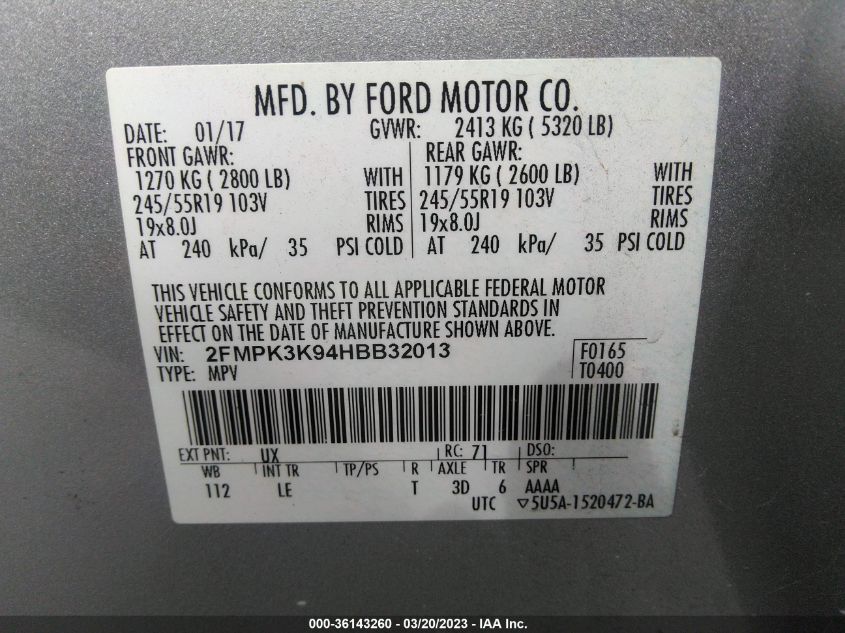 MFD. BY FORD MOTOR CO.
DATE: 01/17 GVWR: 2413 KG ( 5320 LB)
FRONT GAWR: REAR GAWR:
1270 KG ( 2800 LB) WITH 1179 KG ( 2600 LB) WITH
245/55R19 103V TIRES 245/55R19 103V TIRES
19x8.0J RIMS 19x8.0J RIMS
AT 240 kPa/ 35 PSI COLD AT 240 kPa/ 35 PSI COLD
THIS VEHICLE CONFORMS TO ALL APPLICABLE FEDERAL MOTOR
VEHICLE SAFETY AND THEFT PREVENTION STANDARDS IN
EFFECT ON THE DATE OF MANUFACTURE SHOWN ABOVE.
VIN: 2FMPK3K94HBB32013 F0165
TYPE: MPV T0400
EXT PNT: UX RC: 71 DSO:
WB INT TR TP/PS R AXLE TR SPR
112 LE T 3D 6 AAAA
UTC ▽5U5A-1520472-BA
000-36143260 - 03/20/2023 - IAA Inc.